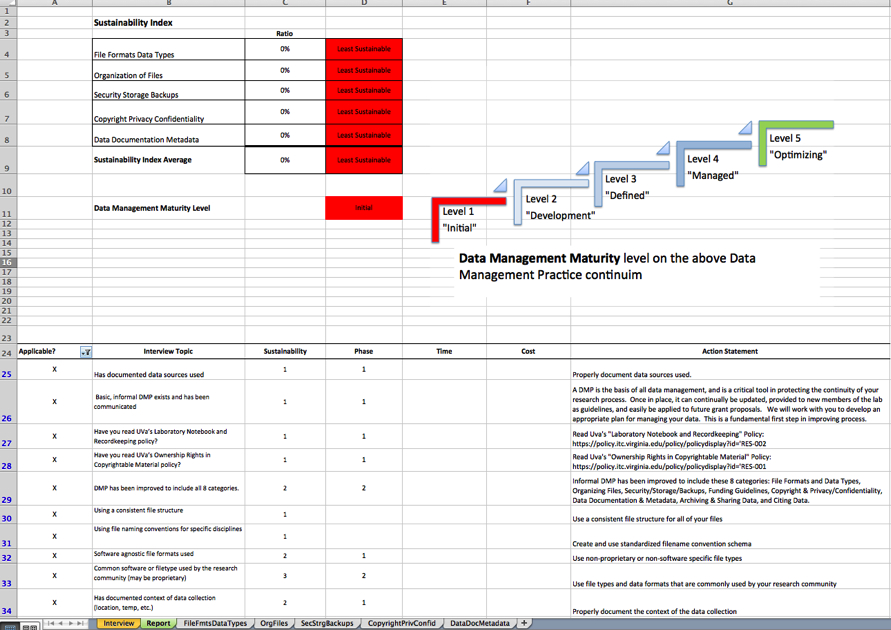 A B C D E F G
1
2 Sustainability Index
3 Ratio
4 File Formats Data Types 0% Least Sustainable
5 Organization of Files 0% Least Sustainable
6 Security Storage Backups 0% Least Sustainable
7 Copyright Privacy Confidentiality 0% Least Sustainable
8 Data Documentation Metadata 0% Least Sustainable
9 Sustainability Index Average 0% Least Sustainable
10
11 Data Management Maturity Level Initial
Level 1
"Initial"
Level 2
"Development"
Level 3
"Defined"
Level 4
"Managed"
Level 5
"Optimizing"
12
13
14
15
16
17
18
19
20
21
22
23
Data Management Maturity level on the above Data
Management Practice continuim
24 Applicable? Interview Topic Sustainability Phase Time Cost Action Statement
25 X Has documented data sources used 1 1 Properly document data sources used.
26 X Basic, informal DMP exists and has been
communicated 1 1
A DMP is the basis of all data management, and is a critical tool in protecting the continuity of your
research process. Once in place, it can continually be updated, provided to new members of the lab
as guidelines, and easily be applied to future grant proposals. We will work with you to develop an
appropriate plan for managing your data. This is a fundamental first step in improving process.
27 X Have you read UVa's Laboratory Notebook and
Recordkeeping policy? 1 1
Read Uva's "Laboratory Notebook and Recordkeeping" Policy:
https://policy.itc.virginia.edu/policy/policydisplay?id='RES-002
28 X Have you read UVa's Ownership Rights in
Copyrightable Material policy? 1 1
Read Uva's "Ownership Rights in Copyrightable Material" Policy:
https://policy.itc.virginia.edu/policy/policydisplay?id='RES-001
29 X DMP has been improved to include all 8 categories. 2 2
Informal DMP has been improved to include these 8 categories: File Formats and Data Types,
Organizing Files, Security/Storage/Backups, Funding Guidelines, Copyright & Privacy/Confidentiality,
Data Documentation & Metadata, Archiving & Sharing Data, and Citing Data.
30 X Using a consistent file structure 1 Use a consistent file structure for all of your files
31 X Using file naming conventions for specific disciplines 1 Create and use standardized filename convention schema
32 X Software agnostic file formats used 2 1 Use non-proprietary or non-software specific file types
33 X Common software or filetype used by the research
community (may be proprietary) 3 2 Use file types and data formats that are commonly used by your research community
34 X Has documented context of data collection
(location, temp, etc.) 2 1 Properly document the context of the data collection
Interview Report FileFmtsDataTypes OrgFiles SecStrgBackups CopyrightPrivConfid DataDocMetadata +